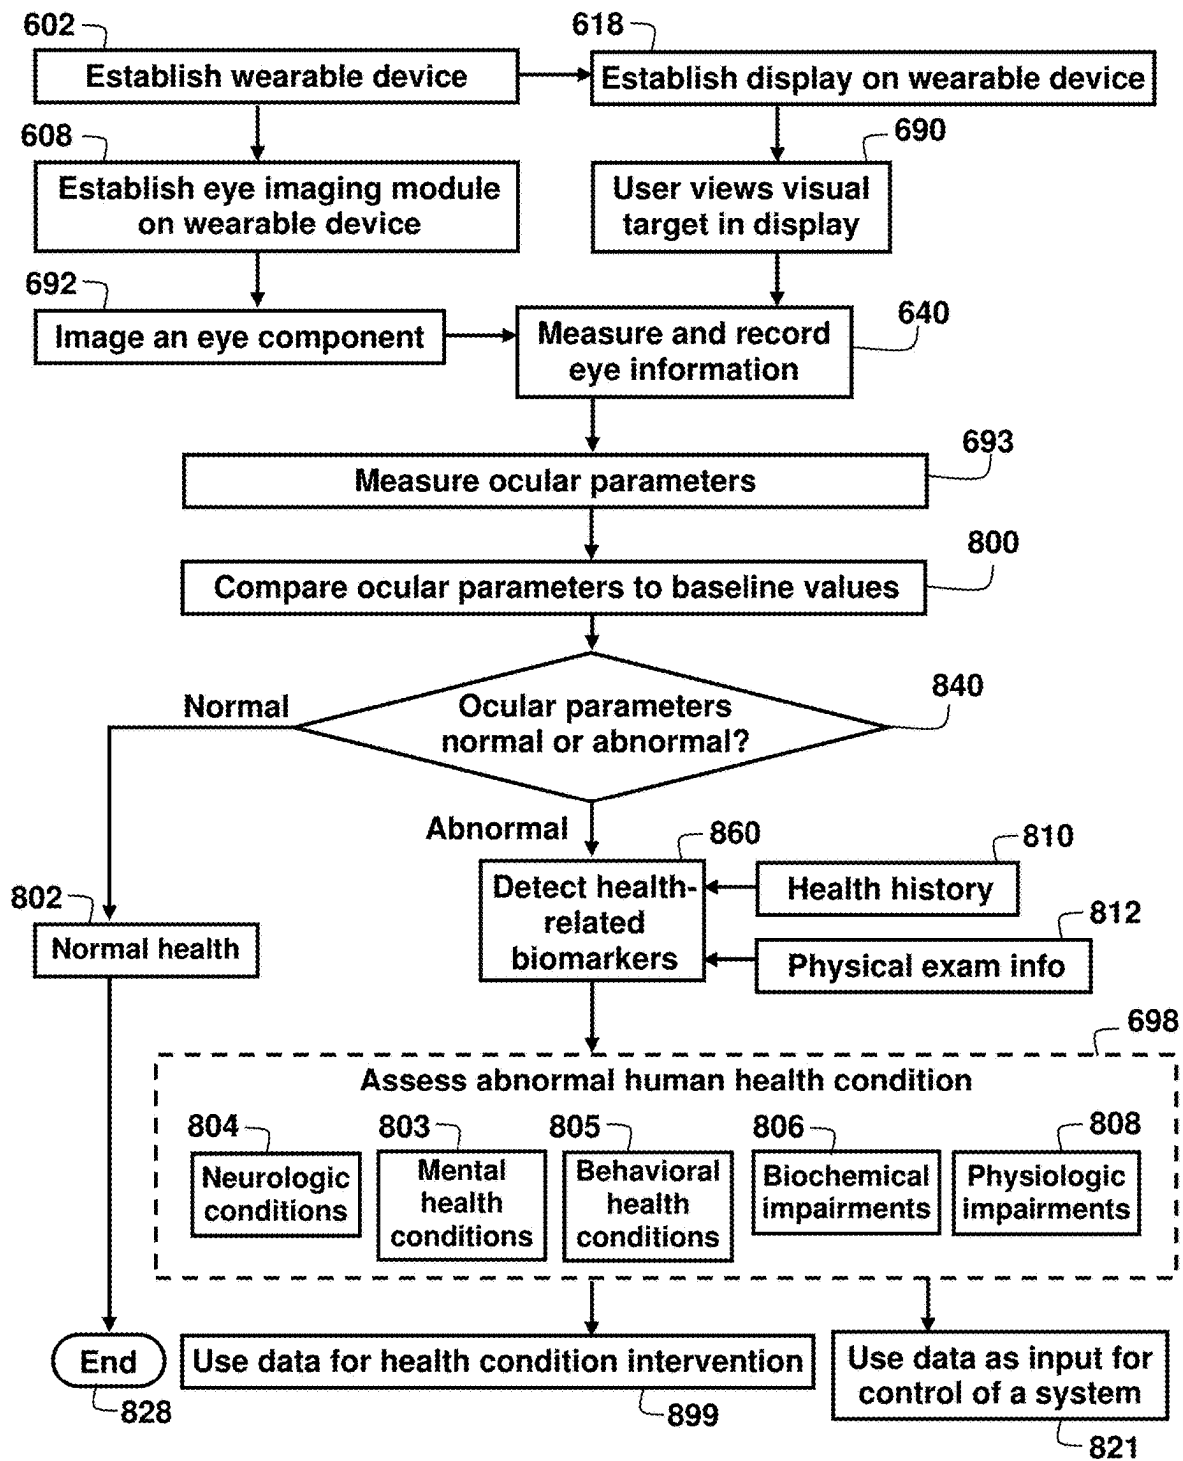 602
618
Establish wearable device
Establish display on wearable device
608
690
Establish eye imaging module
on wearable device
User views visual
target in display
692
640
Image an eye component
Measure and record
eye information
693
Measure ocular parameters
800
Compare ocular parameters to baseline values
840
Normal
Ocular parameters
normal or abnormal?
Abnormal
860
810
Detect health-
related
biomarkers
Health history
802
812
Normal health
Physical exam info
698
Assess abnormal human health condition
804
803
805
806
808
Neurologic
conditions
Mental
health
conditions
Behavioral
health
conditions
Biochemical
impairments
Physiologic
impairments
End
Use data for health condition intervention
Use data as input for
control of a system
828
899
821